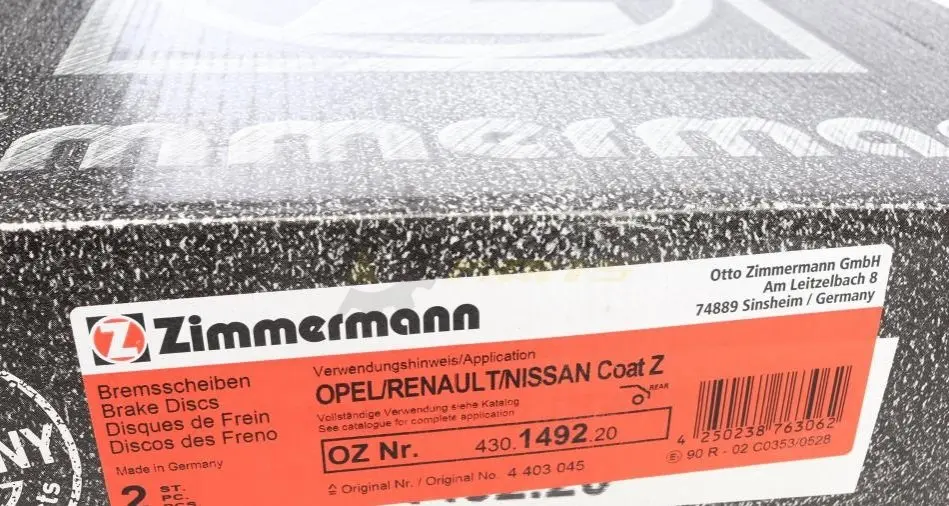 Zimmermann
Otto Zimmermann GmbH
Am Leitzelbach 8
74889 Sinsheim / Germany
Bremsscheiben
Brake Discs
Disques de Frein
Discos des Freno
Made in Germany
2 ST.
PC.
PCS.
Verwendungshinweis/Application
OPEL/RENAULT/NISSAN Coat Z
REAR
Vollständige Verwendung siehe Katalog
See catalogue for complete application
OZ Nr. 430.1492.20
≙ Original Nr. / Original No. 4 403 045
4 250238 763062
E 90 R - 02 C0353/0528